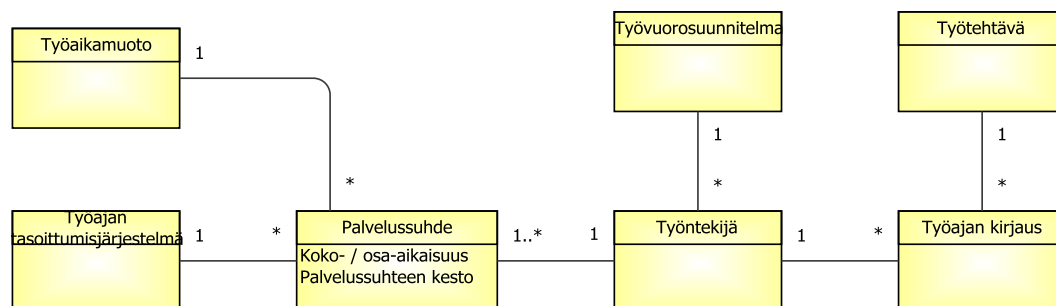 Työaikamuoto
1
*
Työvuorosuunnitelma
1
*
Työtehtävä
1
*
Työajan
tasoittumisjärjestelmä
1
*
Palvelussuhde
Koko- / osa-aikaisuus
Palvelussuhteen kesto
1..*
1
Työntekijä
1
*
Työajan kirjaus